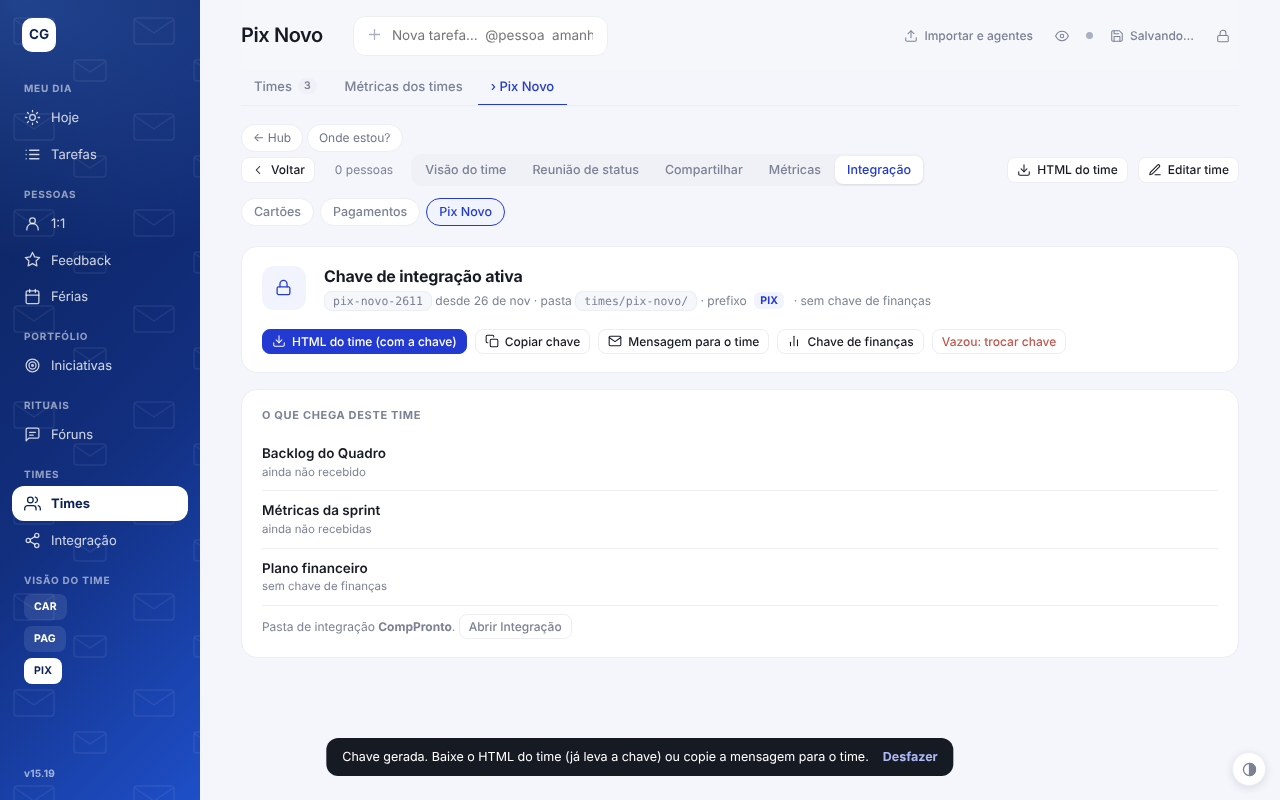 CG
MEU DIA
Hoje
Tarefas
PESSOAS
1:1
Feedback
Férias
PORTFÓLIO
Iniciativas
RITUAIS
Fóruns
TIMES
Times
Integração
VISÃO DO TIME
CAR
PAG
PIX
v15.19
Pix Novo
Nova tarefa... @pessoa amanh
Importar e agentes
Salvando...
Times 3
Métricas dos times
› Pix Novo
← Hub
Onde estou?
Voltar
0 pessoas
Visão do time
Reunião de status
Compartilhar
Métricas
Integração
HTML do time
Editar time
Cartões
Pagamentos
Pix Novo
Chave de integração ativa
pix-novo-2611 desde 26 de nov · pasta times/pix-novo/ · prefixo PIX · sem chave de finanças
HTML do time (com a chave)
Copiar chave
Mensagem para o time
Chave de finanças
Vazou: trocar chave
O QUE CHEGA DESTE TIME
Backlog do Quadro
ainda não recebido
Métricas da sprint
ainda não recebidas
Plano financeiro
sem chave de finanças
Pasta de integração CompPronto. Abrir Integração
Chave gerada. Baixe o HTML do time (já leva a chave) ou copie a mensagem para o time. Desfazer